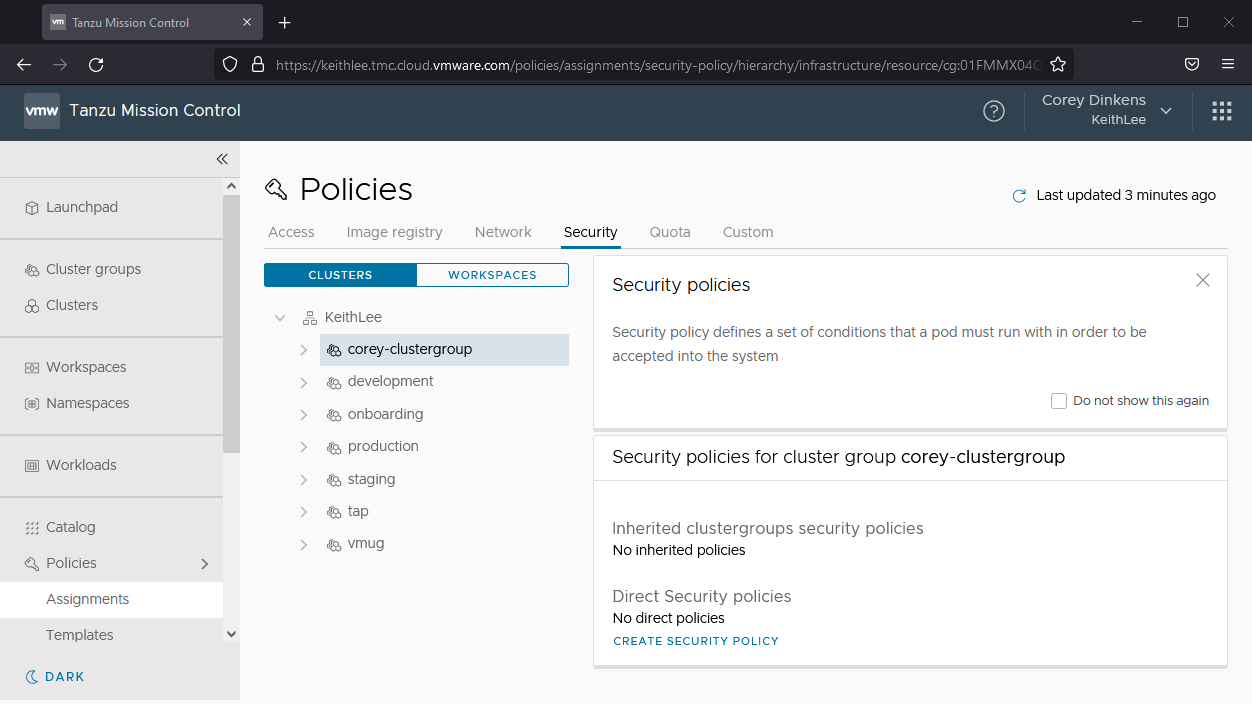 vm Tanzu Mission Control
https://keithlee.tmc.cloud.vmware.com/policies/assignments/security-policy/hierarchy/infrastructure/resource/cg:01FMMX04
vmw Tanzu Mission Control
Corey Dinkens
KeithLee
Launchpad
Cluster groups
Clusters
Workspaces
Namespaces
Workloads
Catalog
Policies
Assignments
Templates
DARK
Policies
Last updated 3 minutes ago
Access Image registry Network Security Quota Custom
CLUSTERS WORKSPACES
KeithLee
corey-clustergroup
development
onboarding
production
staging
tap
vmug
Security policies
Security policy defines a set of conditions that a pod must run with in order to be
accepted into the system
Do not show this again
Security policies for cluster group corey-clustergroup
Inherited clustergroups security policies
No inherited policies
Direct Security policies
No direct policies
CREATE SECURITY POLICY